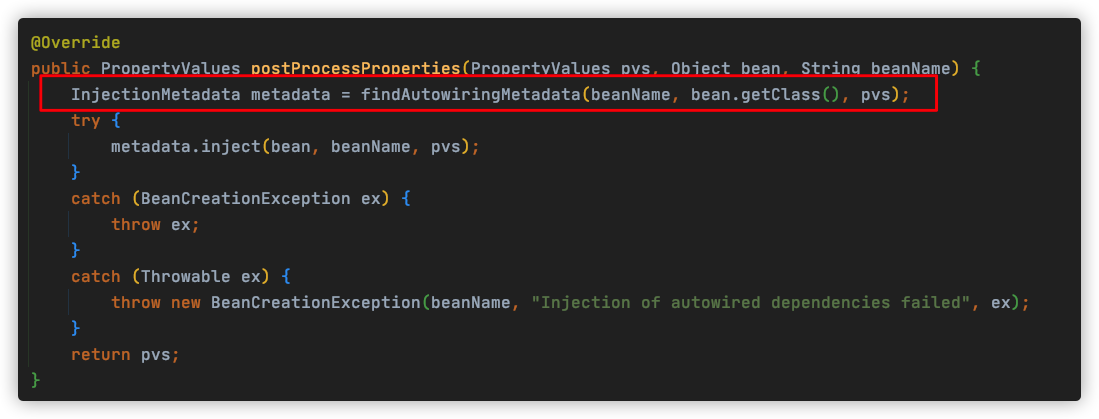 @Override
public PropertyValues postProcessProperties(PropertyValues pvs, Object bean, String beanName) {
InjectionMetadata metadata = findAutowiringMetadata(beanName, bean.getClass(), pvs);
try {
metadata.inject(bean, beanName, pvs);
}
catch (BeanCreationException ex) {
throw ex;
}
catch (Throwable ex) {
throw new BeanCreationException(beanName, "Injection of autowired dependencies failed", ex);
}
return pvs;
}